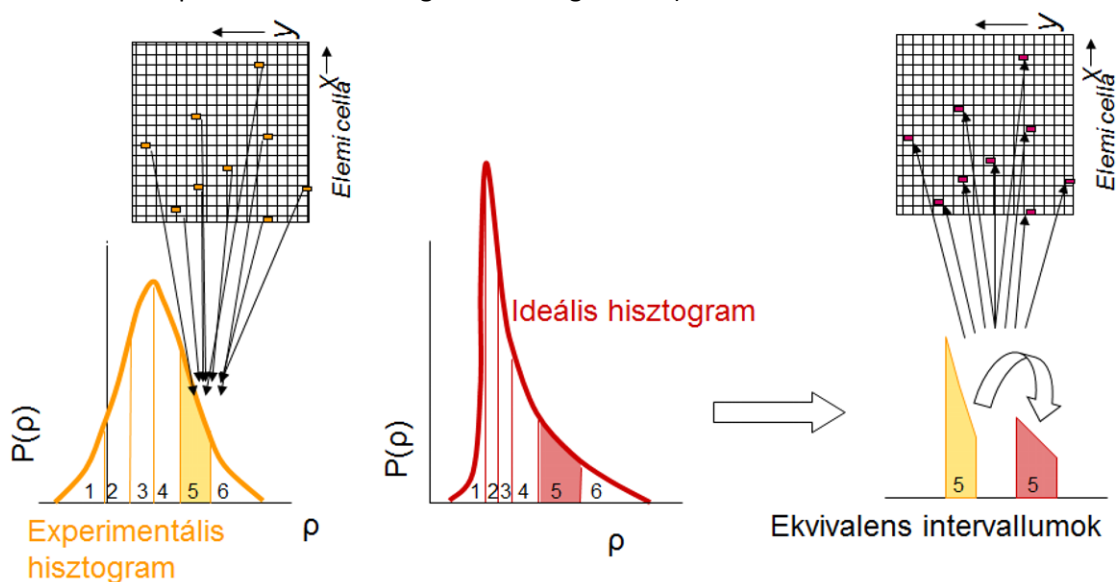 y
X
Elemi cella
P(ρ)
1 2 3 4 5 6
ρ
Experimentális
hisztogram
Ideális hisztogram
P(ρ)
1 2 3 4 5 6
ρ
y
X
Elemi cella
5
5
Ekvivalens intervallumok